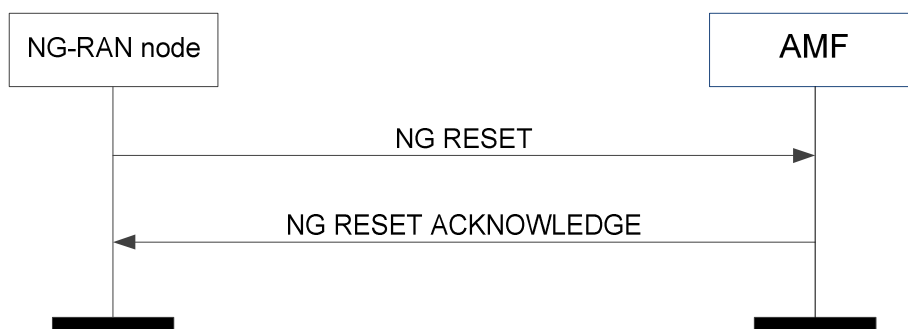 NG-RAN node
AMF
NG RESET
NG RESET ACKNOWLEDGE